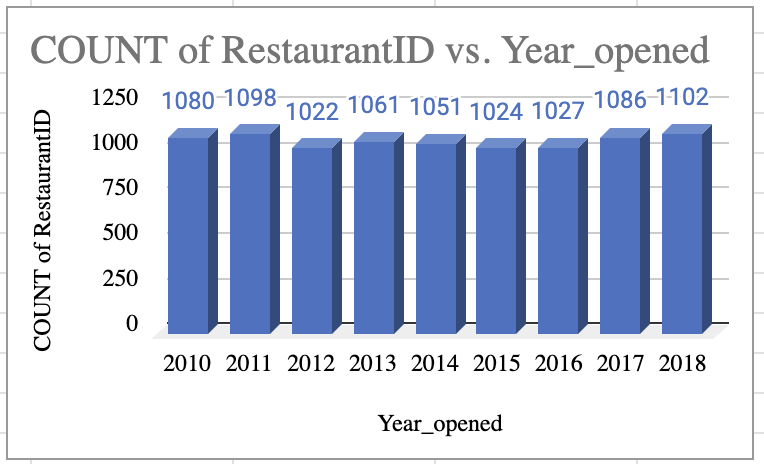 COUNT of RestaurantID vs. Year_opened
COUNT of RestaurantID
1250
1000
750
500
250
0
1080 1098 1022 1061 1051 1024 1027 1086 1102
2010 2011 2012 2013 2014 2015 2016 2017 2018
Year_opened